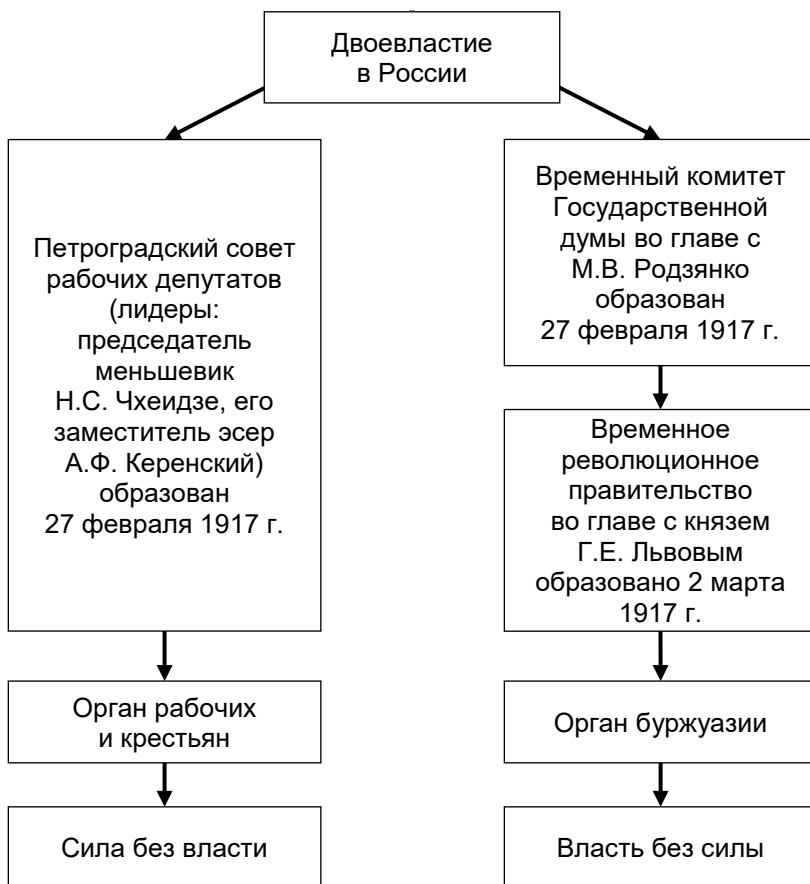 Двоевластие
в России
Петроградский совет
рабочих депутатов
(лидеры:
председатель
меньшевик
Н.С. Чхеидзе, его
заместитель эсер
А.Ф. Керенский)
образован
27 февраля 1917 г.
Временный комитет
Государственной
думы во главе с
М.В. Родзянко
образован
27 февраля 1917 г.
Временное
революционное
правительство
во главе с князем
Г.Е. Львовым
образовано 2 марта
1917 г.
Орган рабочих
и крестьян
Орган буржуазии
Сила без власти
Власть без силы